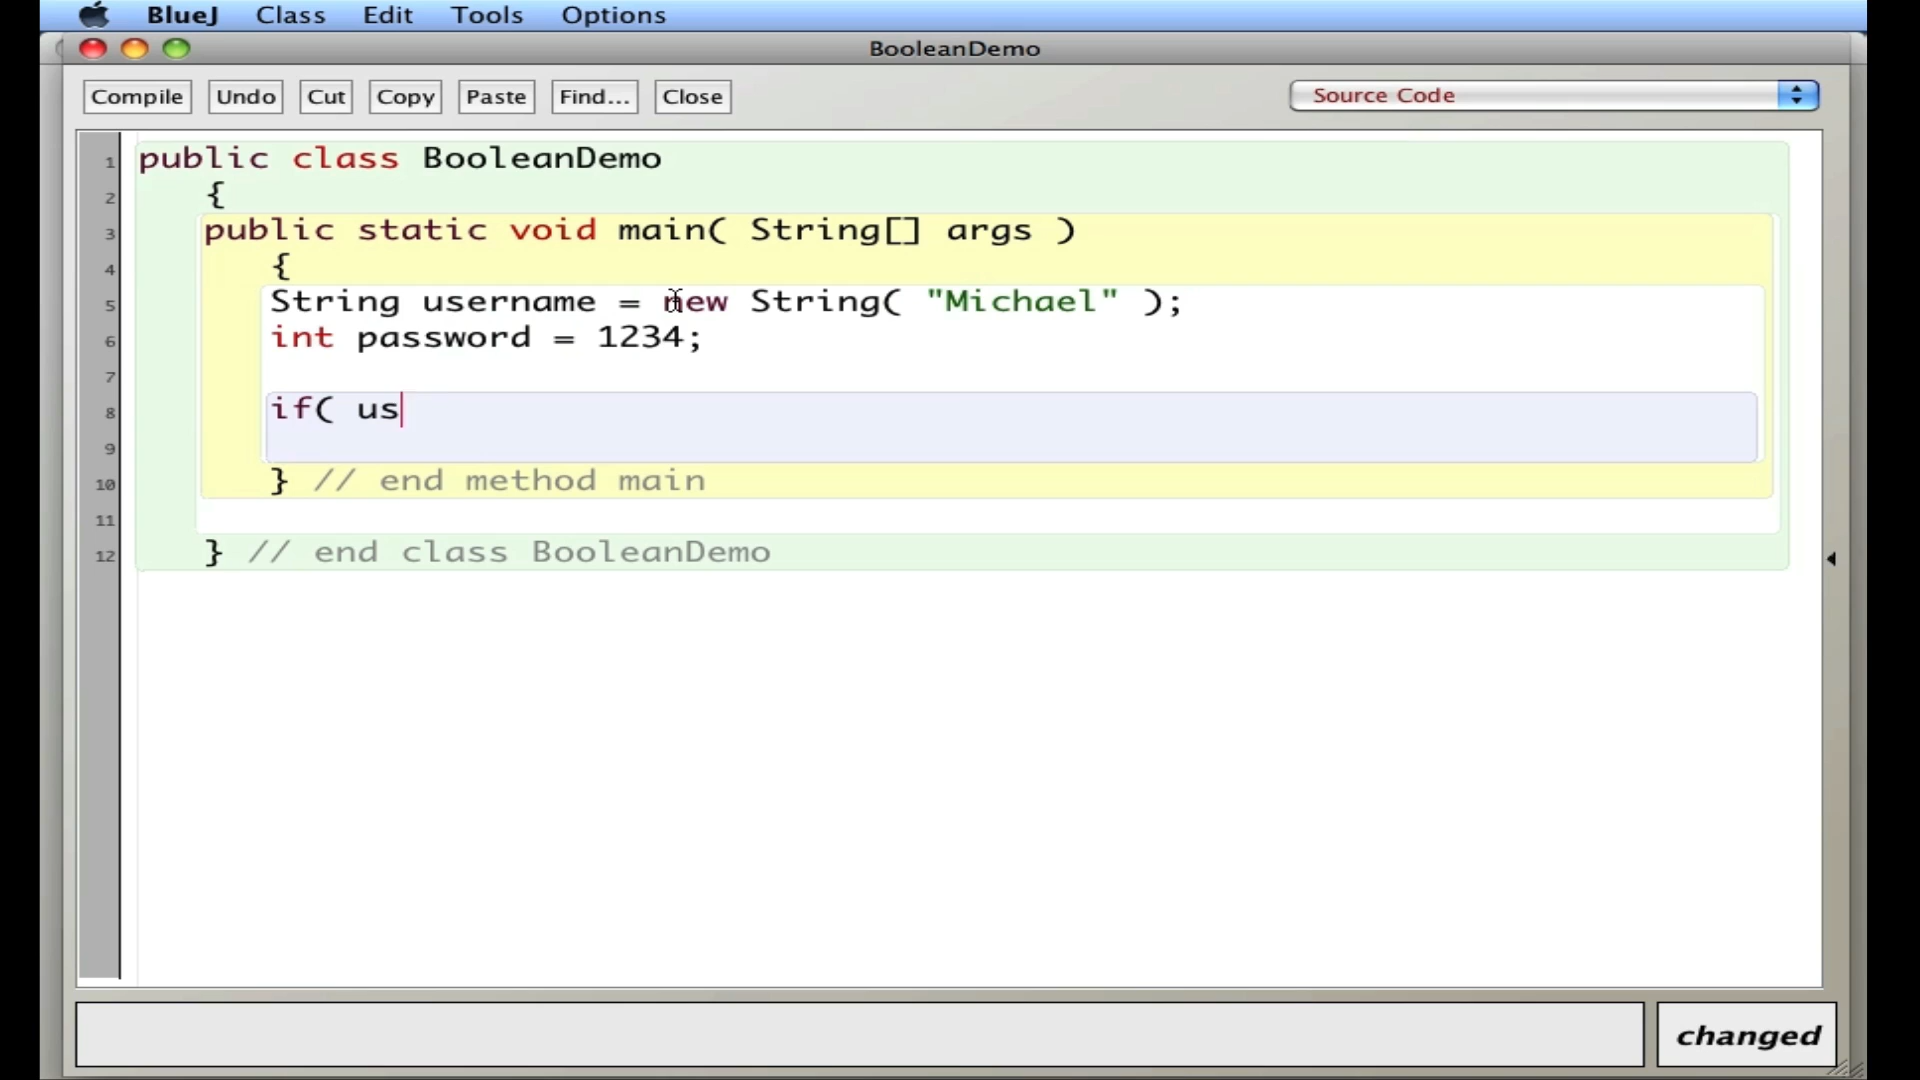 BlueJ Class Edit Tools Options
BooleanDemo
Compile Undo Cut Copy Paste Find... Close Source Code
1 public class BooleanDemo
2 {
3 public static void main( String[] args )
4 {
5 String username = new String( "Michael" );
6 int password = 1234;
7
8 if( us
9
10 } // end method main
11
12 } // end class BooleanDemo
changed